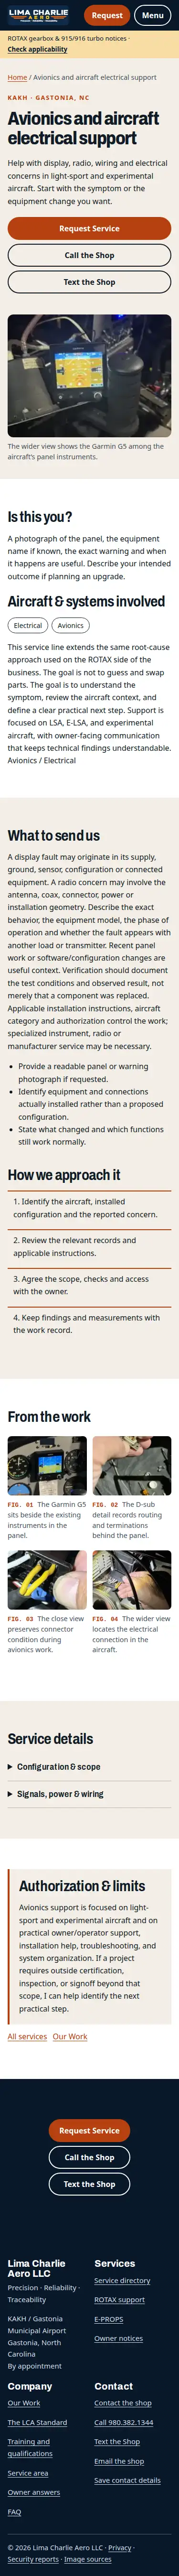 LIMA CHARLIE
AERO
Request
Menu
ROTAX gearbox & 915/916 turbo notices ·
Check applicability
Home / Avionics and aircraft electrical support
KAKH · GASTONIA, NC
Avionics and aircraft
electrical support
Help with display, radio, wiring and electrical
concerns in light-sport and experimental
aircraft. Start with the symptom or the
equipment change you want.
Request Service
Call the Shop
Text the Shop
The wider view shows the Garmin G5 among the
aircraft’s panel instruments.
Is this you?
A photograph of the panel, the equipment
name if known, the exact warning and when
it happens are useful. Describe your intended
outcome if planning an upgrade.
Aircraft & systems involved
Electrical
Avionics
This service line extends the same root-cause
approach used on the ROTAX side of the
business. The goal is not to guess and swap
parts. The goal is to understand the
symptom, review the aircraft context, and
define a clear practical next step. Support is
focused on LSA, E-LSA, and experimental
aircraft, with owner-facing communication
that keeps technical findings understandable.
Avionics / Electrical
What to send us
A display fault may originate in its supply,
ground, sensor, configuration or connected
equipment. A radio concern may involve the
antenna, coax, connector, power or
installation geometry. Describe the exact
behavior, the equipment model, the phase of
operation and whether the fault appears with
another load or transmitter. Recent panel
work or software/configuration changes are
useful context. Verification should document
the test conditions and observed result, not
merely that a component was replaced.
Applicable installation instructions, aircraft
category and authorization control the work;
specialized instrument, radio or
manufacturer service may be necessary.
Provide a readable panel or warning
photograph if requested.
Identify equipment and connections
actually installed rather than a proposed
configuration.
State what changed and which functions
still work normally.
How we approach it
1. Identify the aircraft, installed
configuration and the reported concern.
2. Review the relevant records and
applicable instructions.
3. Agree the scope, checks and access
with the owner.
4. Keep findings and measurements with
the work record.
From the work
FIG. 01 The Garmin G5
sits beside the existing
instruments in the
panel.
FIG. 02 The D-sub
detail records routing
and terminations
behind the panel.
FIG. 03 The close view
preserves connector
condition during
avionics work.
FIG. 04 The wider view
locates the electrical
connection in the
aircraft.
Service details
Configuration & scope
Signals, power & wiring
Authorization & limits
Avionics support is focused on light-
sport and experimental aircraft and on
practical owner/operator support,
installation help, troubleshooting, and
system organization. If a project
requires outside certification,
inspection, or signoff beyond that
scope, I can help identify the next
practical step.
All services Our Work
Request Service
Call the Shop
Text the Shop
Lima Charlie
Aero LLC
Precision · Reliability ·
Traceability
KAKH / Gastonia
Municipal Airport
Gastonia, North
Carolina
By appointment
Services
Service directory
ROTAX support
E-PROPS
Owner notices
Company
Our Work
The LCA Standard
Training and
qualifications
Service area
Owner answers
FAQ
Contact
Contact the shop
Call 980.382.1344
Text the Shop
Email the shop
Save contact details
© 2026 Lima Charlie Aero LLC · Privacy ·
Security reports · Image sources